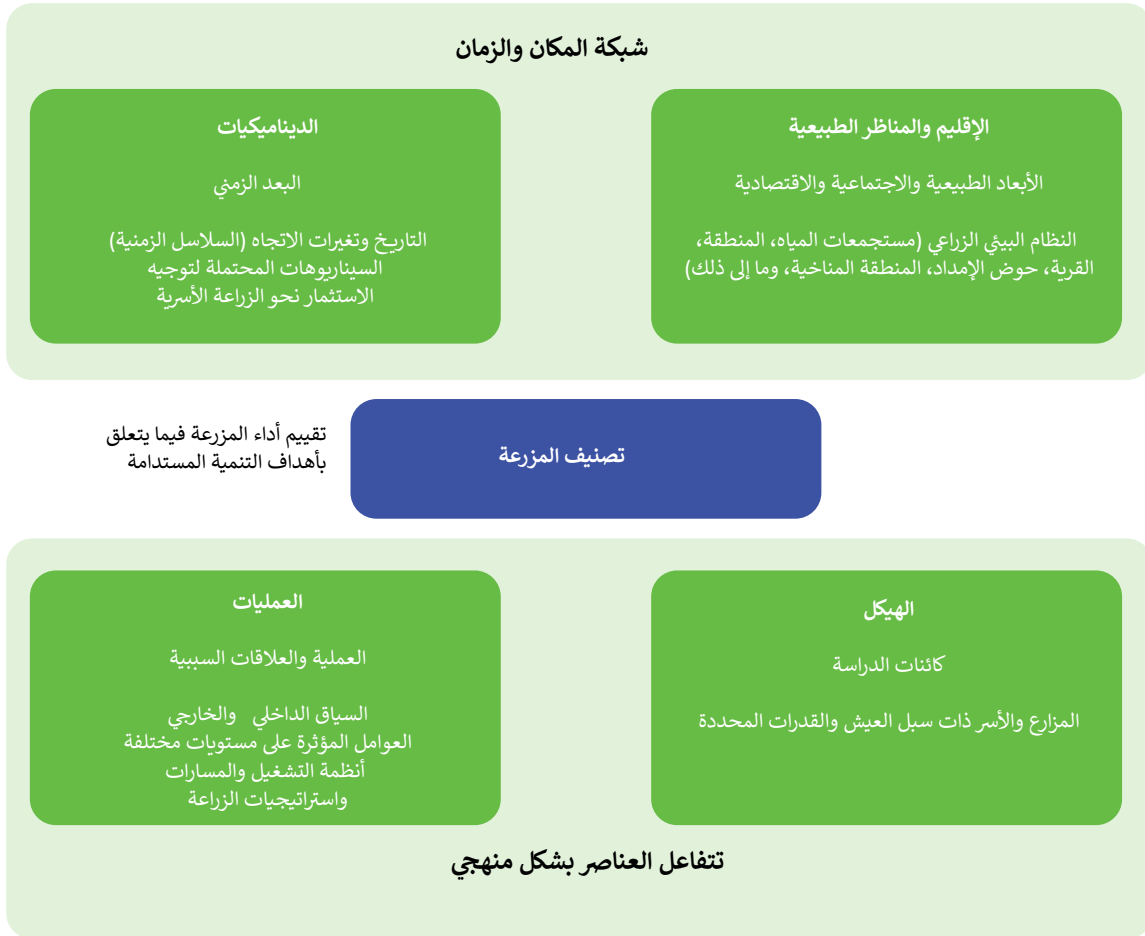 شبكة المكان والزمان
الإقليم والمناظر الطبيعية
الأبعاد الطبيعية والاجتماعية والاقتصادية
النظام البيئي الزراعي (مستجمعات المياه، المنطقة،
القرية، حوض الإمداد، المنطقة المناخية، وما إلى ذلك)
الديناميكيات
البعد الزمني
التاريخ وتغيرات الاتجاه (السلاسل الزمنية)
السيناريوهات المحتملة لتوجيه
الاستثمار نحو الزراعة الأسرية
تصنيف المزرعة
تقييم أداء المزرعة فيما يتعلق
بأهداف التنمية المستدامة
الهيكل
كائنات الدراسة
المزارع والأسر ذات سبل العيش والقدرات المحددة
العمليات
العملية والعلاقات السببية
السياق الداخلي والخارجي
العوامل المؤثرة على مستويات مختلفة
أنظمة التشغيل والمسارات
واستراتيجيات الزراعة
تتفاعل العناصر بشكل منهجي